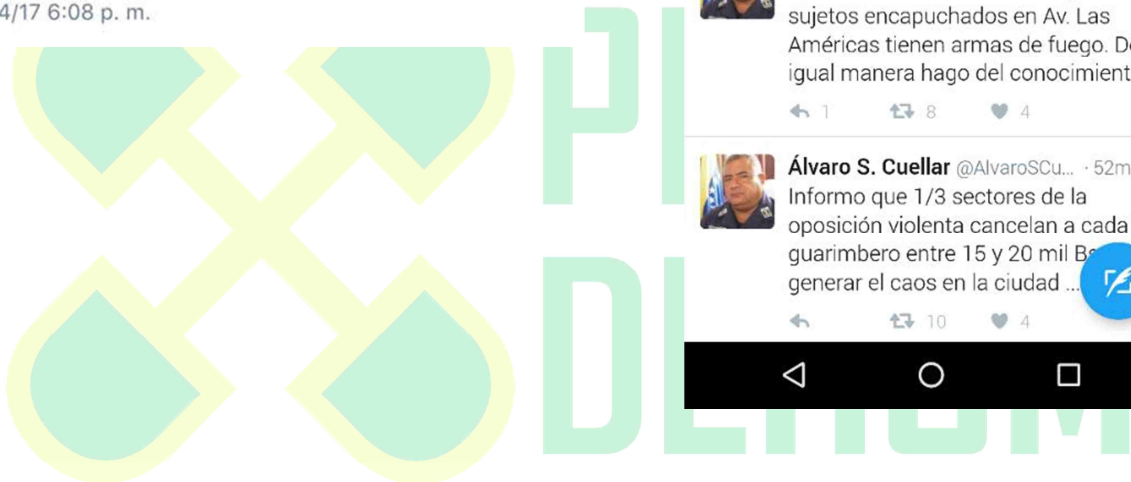 4/17 6:08 p. m.
sujetos encapuchados en Av. Las
Américas tienen armas de fuego. D
igual manera hago del conocimient
1 8 4
Álvaro S. Cuellar @AlvaroSCu... · 52m
Informo que 1/3 sectores de la
oposición violenta cancelan a cada
guarimbero entre 15 y 20 mil B
generar el caos en la ciudad ...
10 4